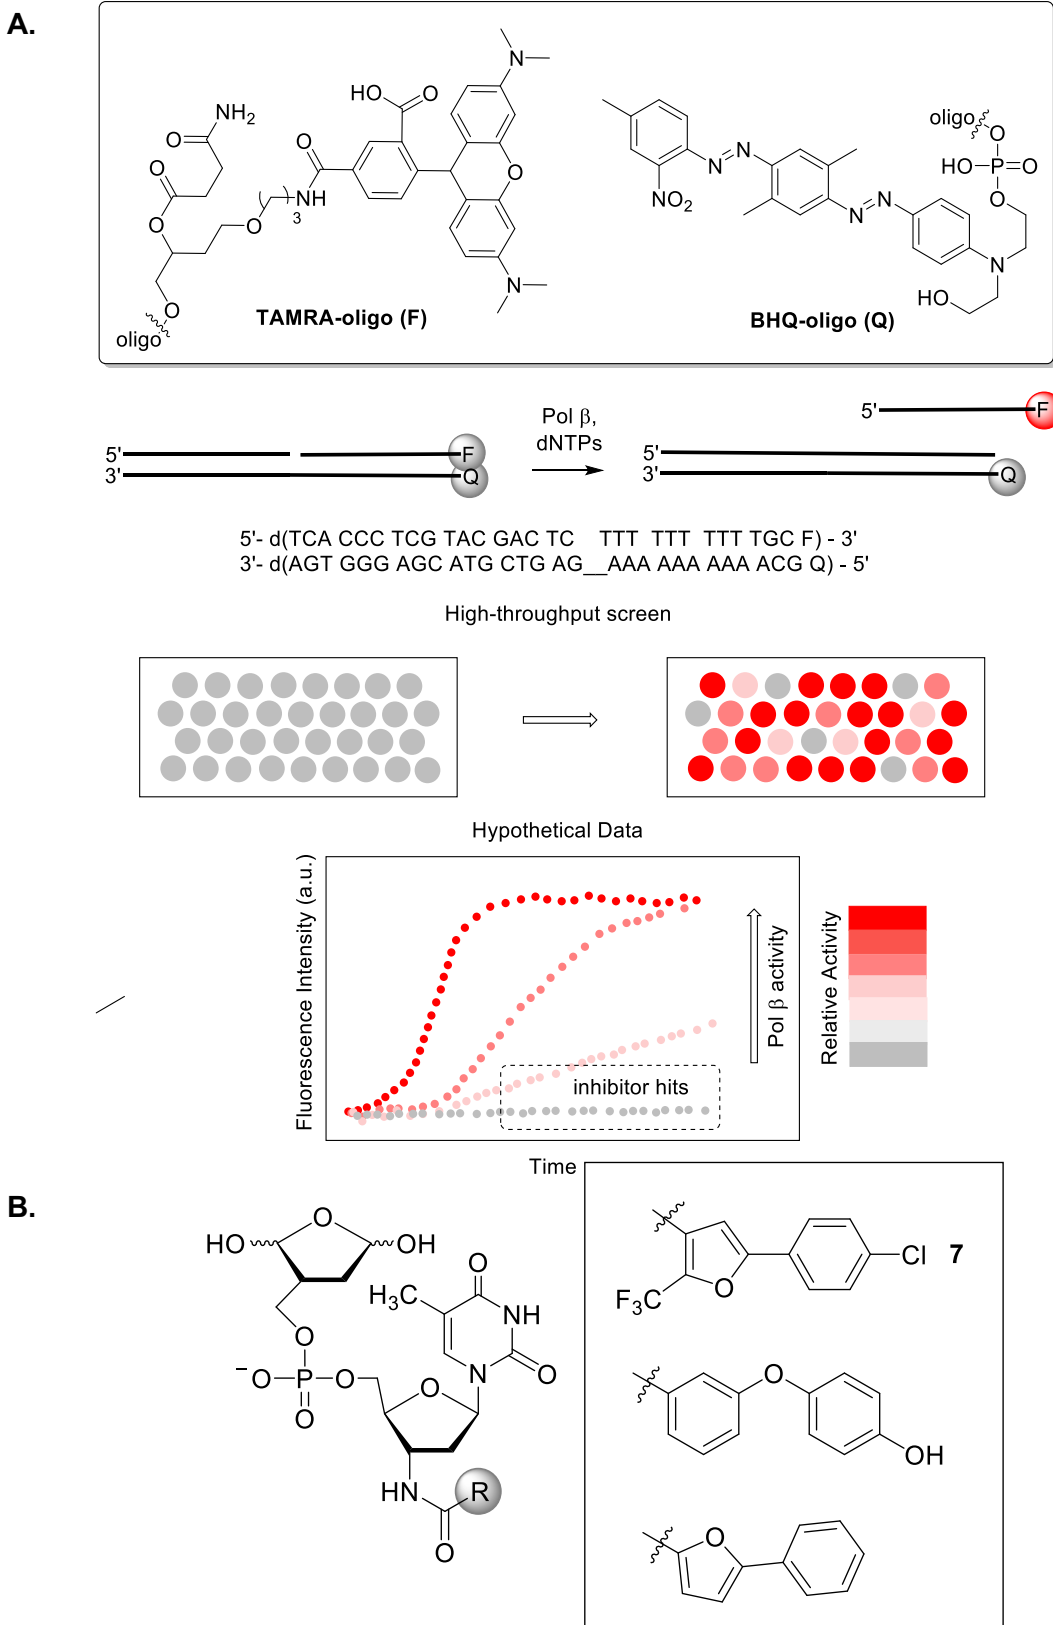 A.
HO
O
N
NH2
O
O
O
O
O
3
NH
O
N
O
oligo
TAMRA-oligo (F)
N
N
NO2
N
N
N
HO
oligo
O
HO
P
O
O
BHQ-oligo (Q)
5'
F
Pol β,
dNTPs
5'
F
3'
Q
5'
3'
Q
5'- d(TCA CCC TCG TAC GAC TC TTT TTT TTT TGC F) - 3'
3'- d(AGT GGG AGC ATG CTG AG__AAA AAA AAA ACG Q) - 5'
High-throughput screen
Hypothetical Data
Fluorescence Intensity (a.u.)
inhibitor hits
Pol β activity
Relative Activity
Time
B.
HO
O
OH
O
H3C
NH
N
O
O
−O
P
O
O
O
HN
R
O
F3C
O
Cl
7
O
OH
O